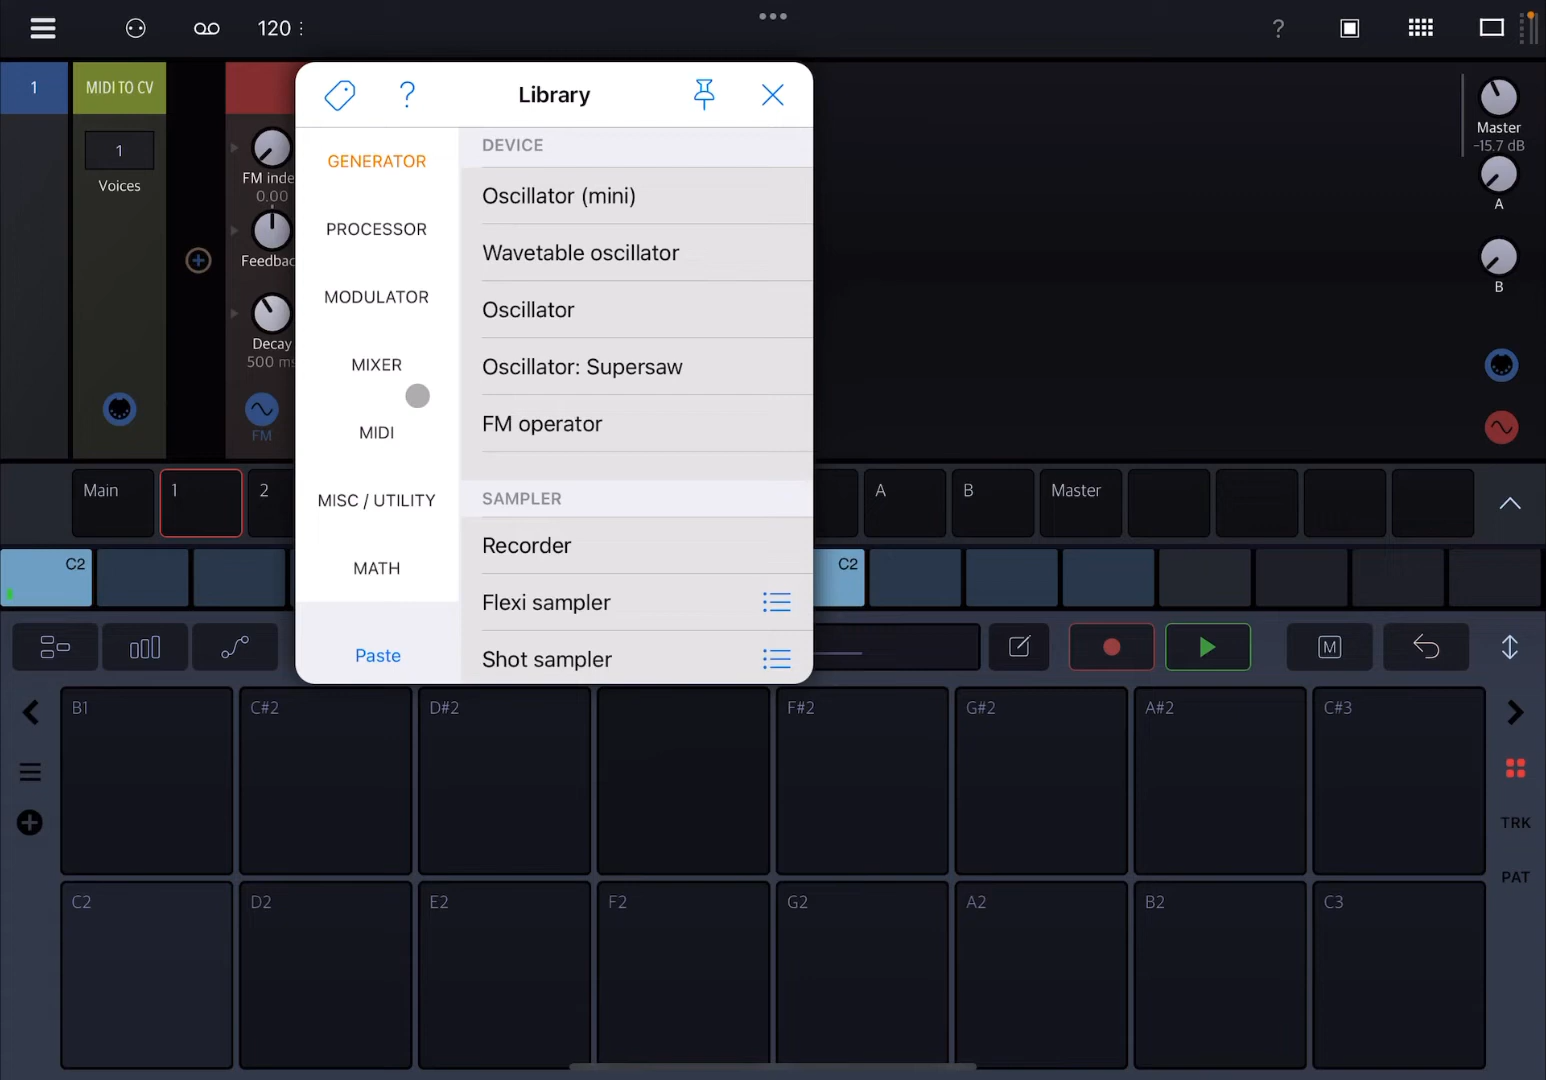 120
?
1
MIDI TO CV
1
Voices
FM inde
0.00
Feedbac
Decay
500 ms
FM
?
Library
GENERATOR
PROCESSOR
MODULATOR
MIXER
MIDI
MISC / UTILITY
MATH
Paste
DEVICE
Oscillator (mini)
Wavetable oscillator
Oscillator
Oscillator: Supersaw
FM operator
SAMPLER
Recorder
Flexi sampler
Shot sampler
Master
-15.7 dB
A
B
Main
1
2
A
B
Master
C2
C2
M
B1
C#2
D#2
F#2
G#2
A#2
C#3
TRK
PAT
C2
D2
E2
F2
G2
A2
B2
C3